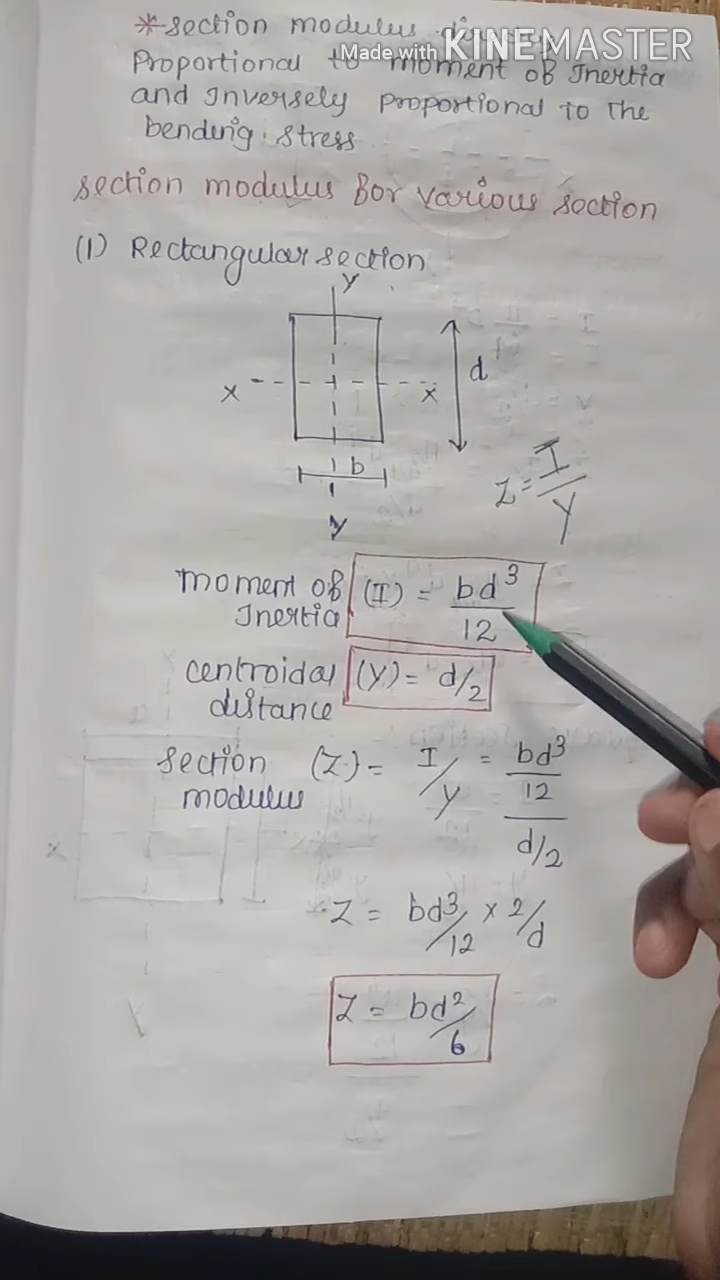 *section modulus
Made with KINEMASTER
Proportional to moment of Inertia
and Inversely proportional to the
bending stress
section modulus for various section
(1) Rectangular section
y
d
x x
b
y
Z = I/Y
moment of Inertia (I) = bd³/12
centroidal distance (Y) = d/2
section modulus (Z) = I/Y = bd³/12 / d/2
Z = bd³/12 × 2/d
Z = bd²/6